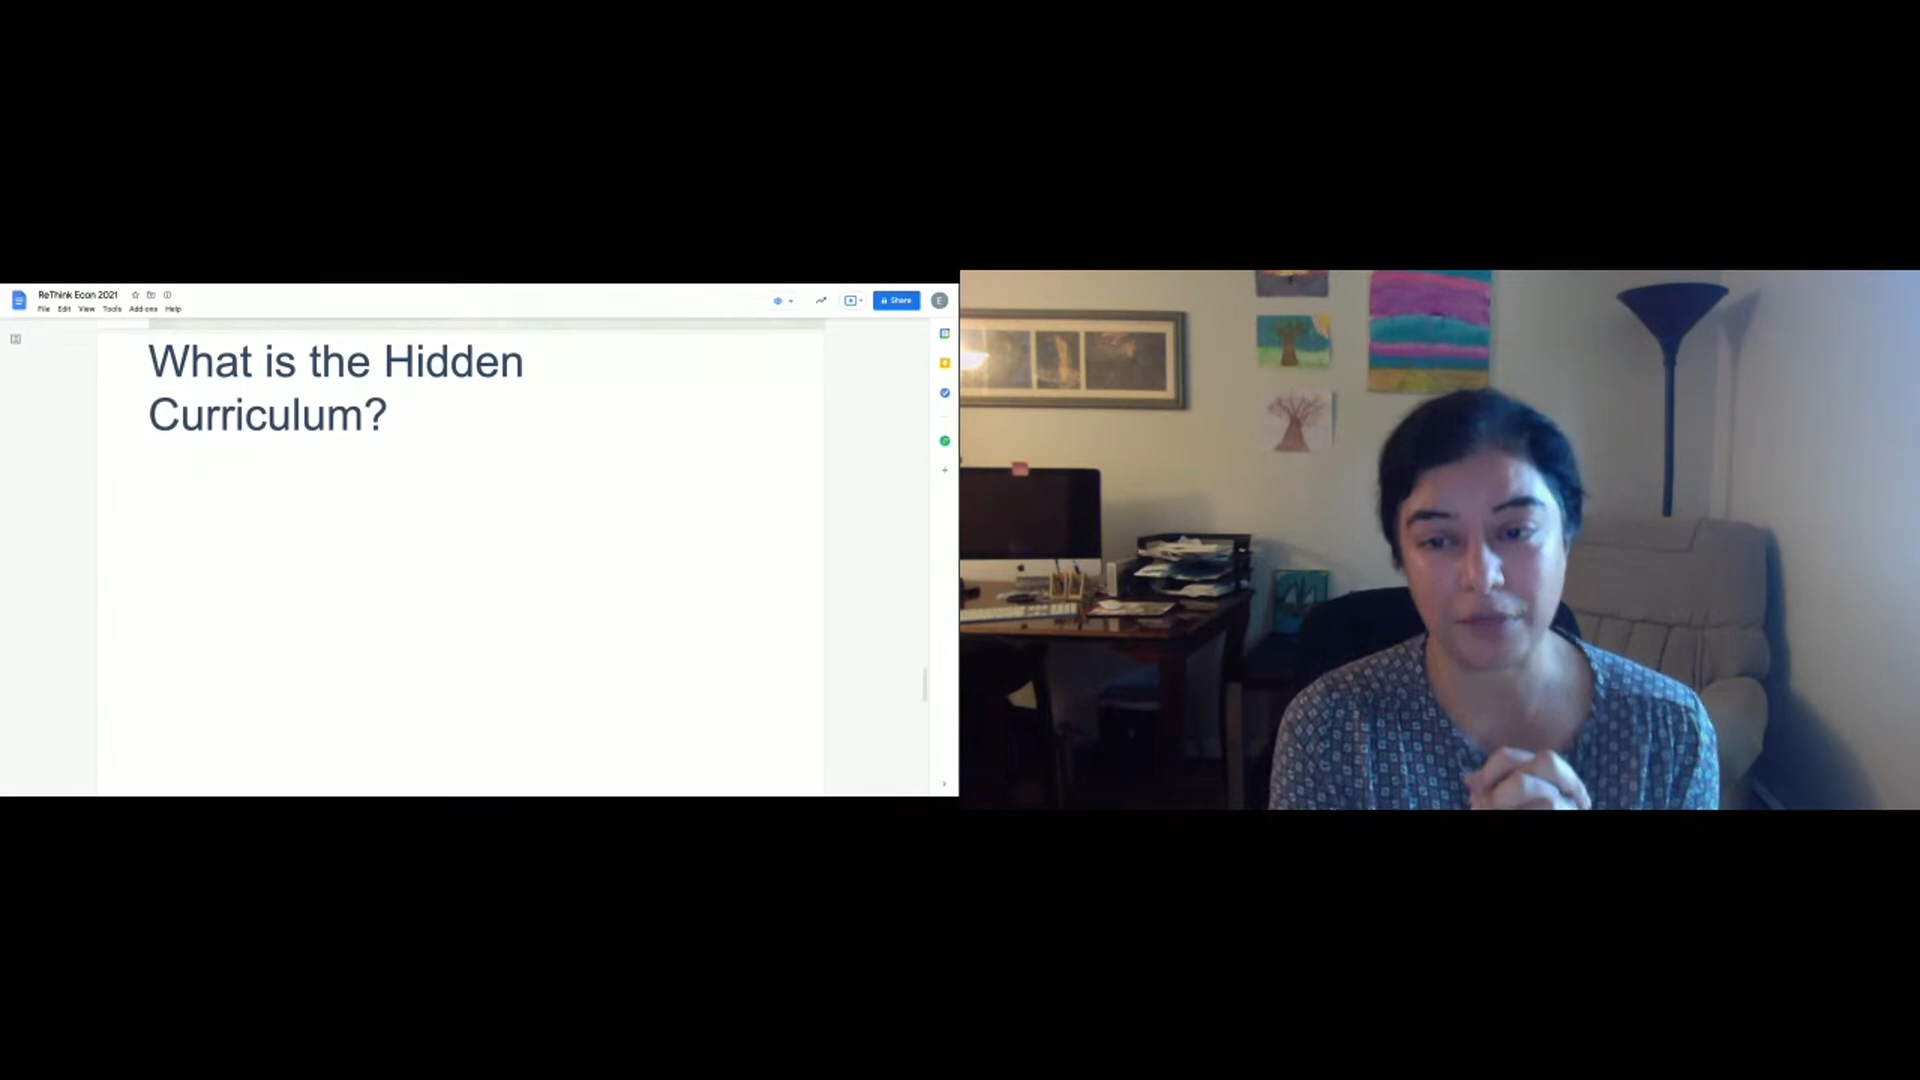 ReThink Econ 2021
File Edit View Tools Add-ons Help
Share
E
What is the Hidden
Curriculum?